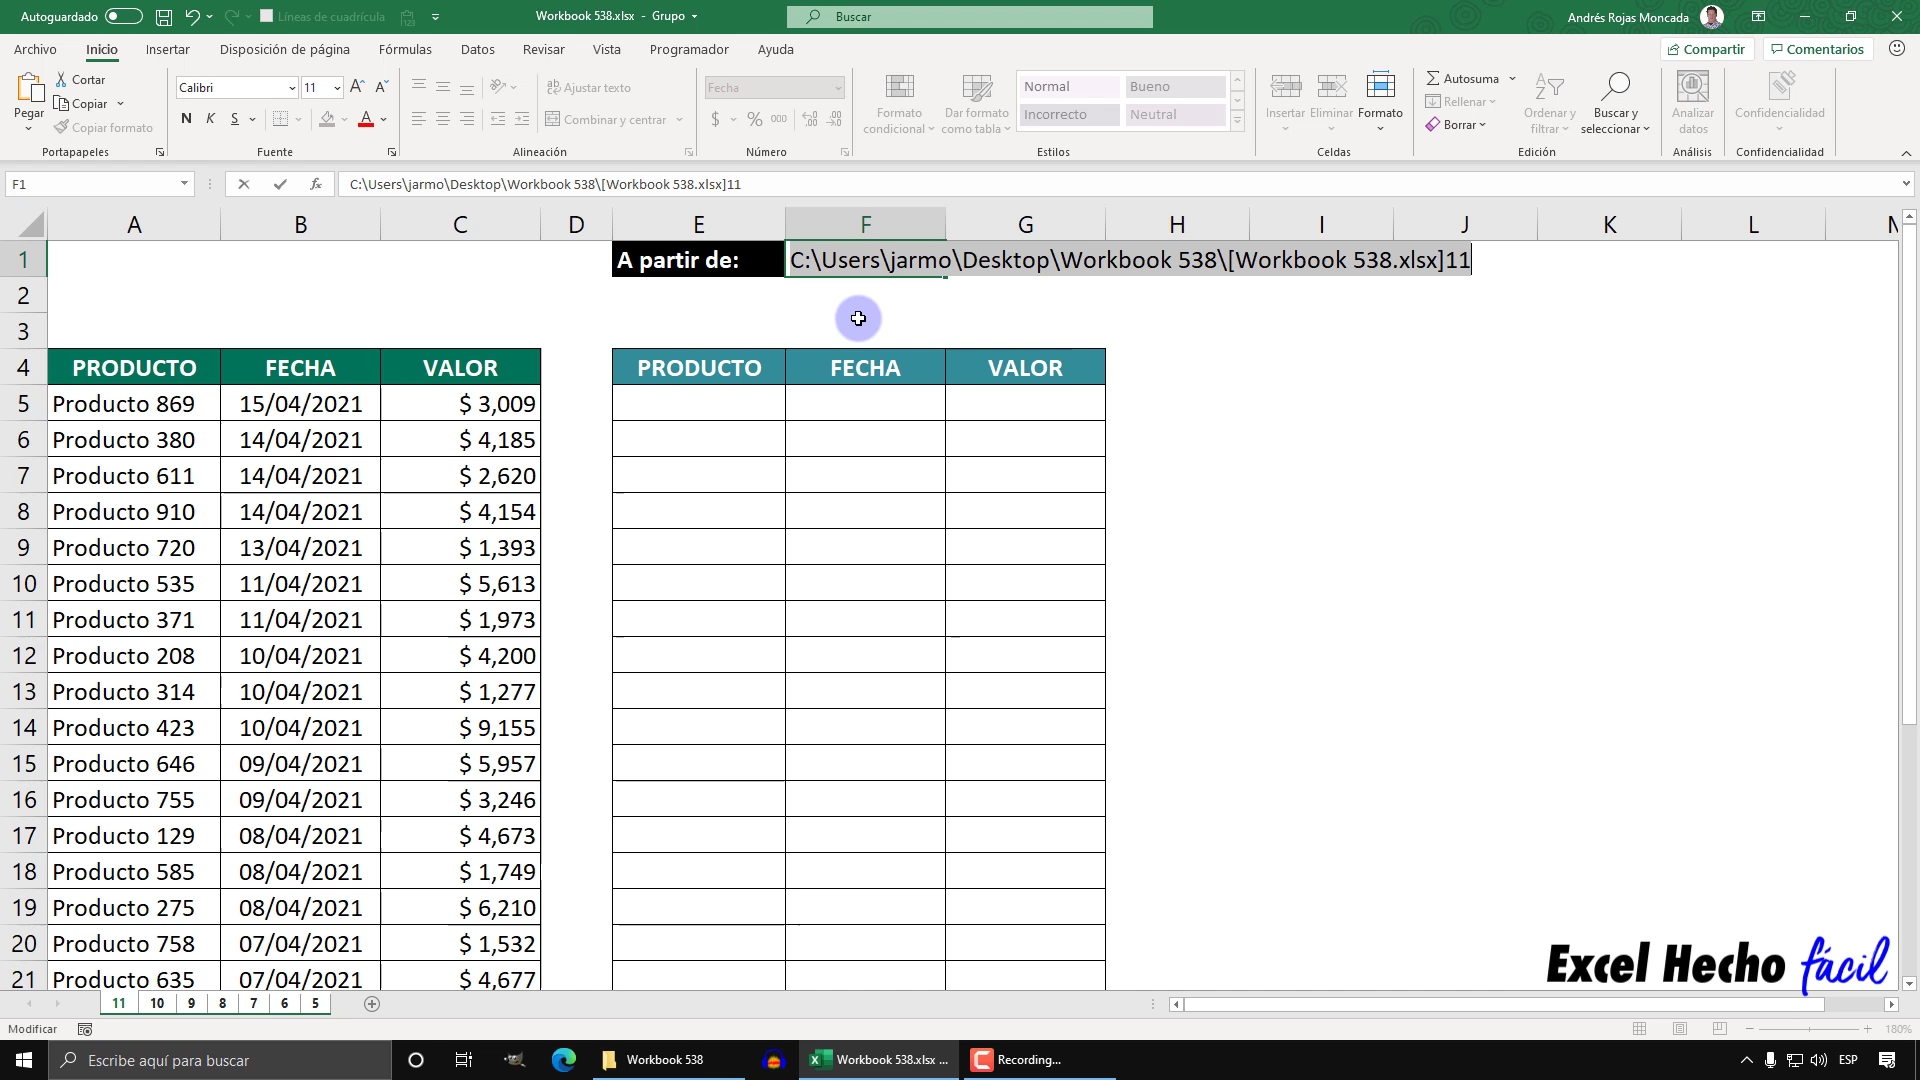 Autoguardado Líneas de cuadrícula Workbook 538.xlsx - Grupo Buscar Andrés Rojas Moncada
Archivo Inicio Insertar Disposición de página Fórmulas Datos Revisar Vista Programador Ayuda Compartir Comentarios
Pegar Cortar Copiar Copiar formato Portapapeles
Calibri 11 N K S Fuente
Ajustar texto Combinar y centrar Alineación
Fecha $ % 000 Número
Formato condicional Dar formato como tabla Normal Bueno Incorrecto Neutral Estilos
Insertar Eliminar Formato Celdas
Autosuma Rellenar Borrar Ordenar y filtrar Buscar y seleccionar Edición
Analizar datos Análisis
Confidencialidad Confidencialidad
F1 fx C:\Users\jarmo\Desktop\Workbook 538\[Workbook 538.xlsx]11
A B C D E F G H I J K L
1 A partir de: C:\Users\jarmo\Desktop\Workbook 538\[Workbook 538.xlsx]11
2
3
4 PRODUCTO FECHA VALOR PRODUCTO FECHA VALOR
5 Producto 869 15/04/2021 $ 3,009
6 Producto 380 14/04/2021 $ 4,185
7 Producto 611 14/04/2021 $ 2,620
8 Producto 910 14/04/2021 $ 4,154
9 Producto 720 13/04/2021 $ 1,393
10 Producto 535 11/04/2021 $ 5,613
11 Producto 371 11/04/2021 $ 1,973
12 Producto 208 10/04/2021 $ 4,200
13 Producto 314 10/04/2021 $ 1,277
14 Producto 423 10/04/2021 $ 9,155
15 Producto 646 09/04/2021 $ 5,957
16 Producto 755 09/04/2021 $ 3,246
17 Producto 129 08/04/2021 $ 4,673
18 Producto 585 08/04/2021 $ 1,749
19 Producto 275 08/04/2021 $ 6,210
20 Producto 758 07/04/2021 $ 1,532
21 Producto 635 07/04/2021 $ 4,677
Excel Hecho fácil
11 10 9 8 7 6 5
Modificar 180%
Escribe aquí para buscar Workbook 538 Workbook 538.xlsx ... Recording... ESP